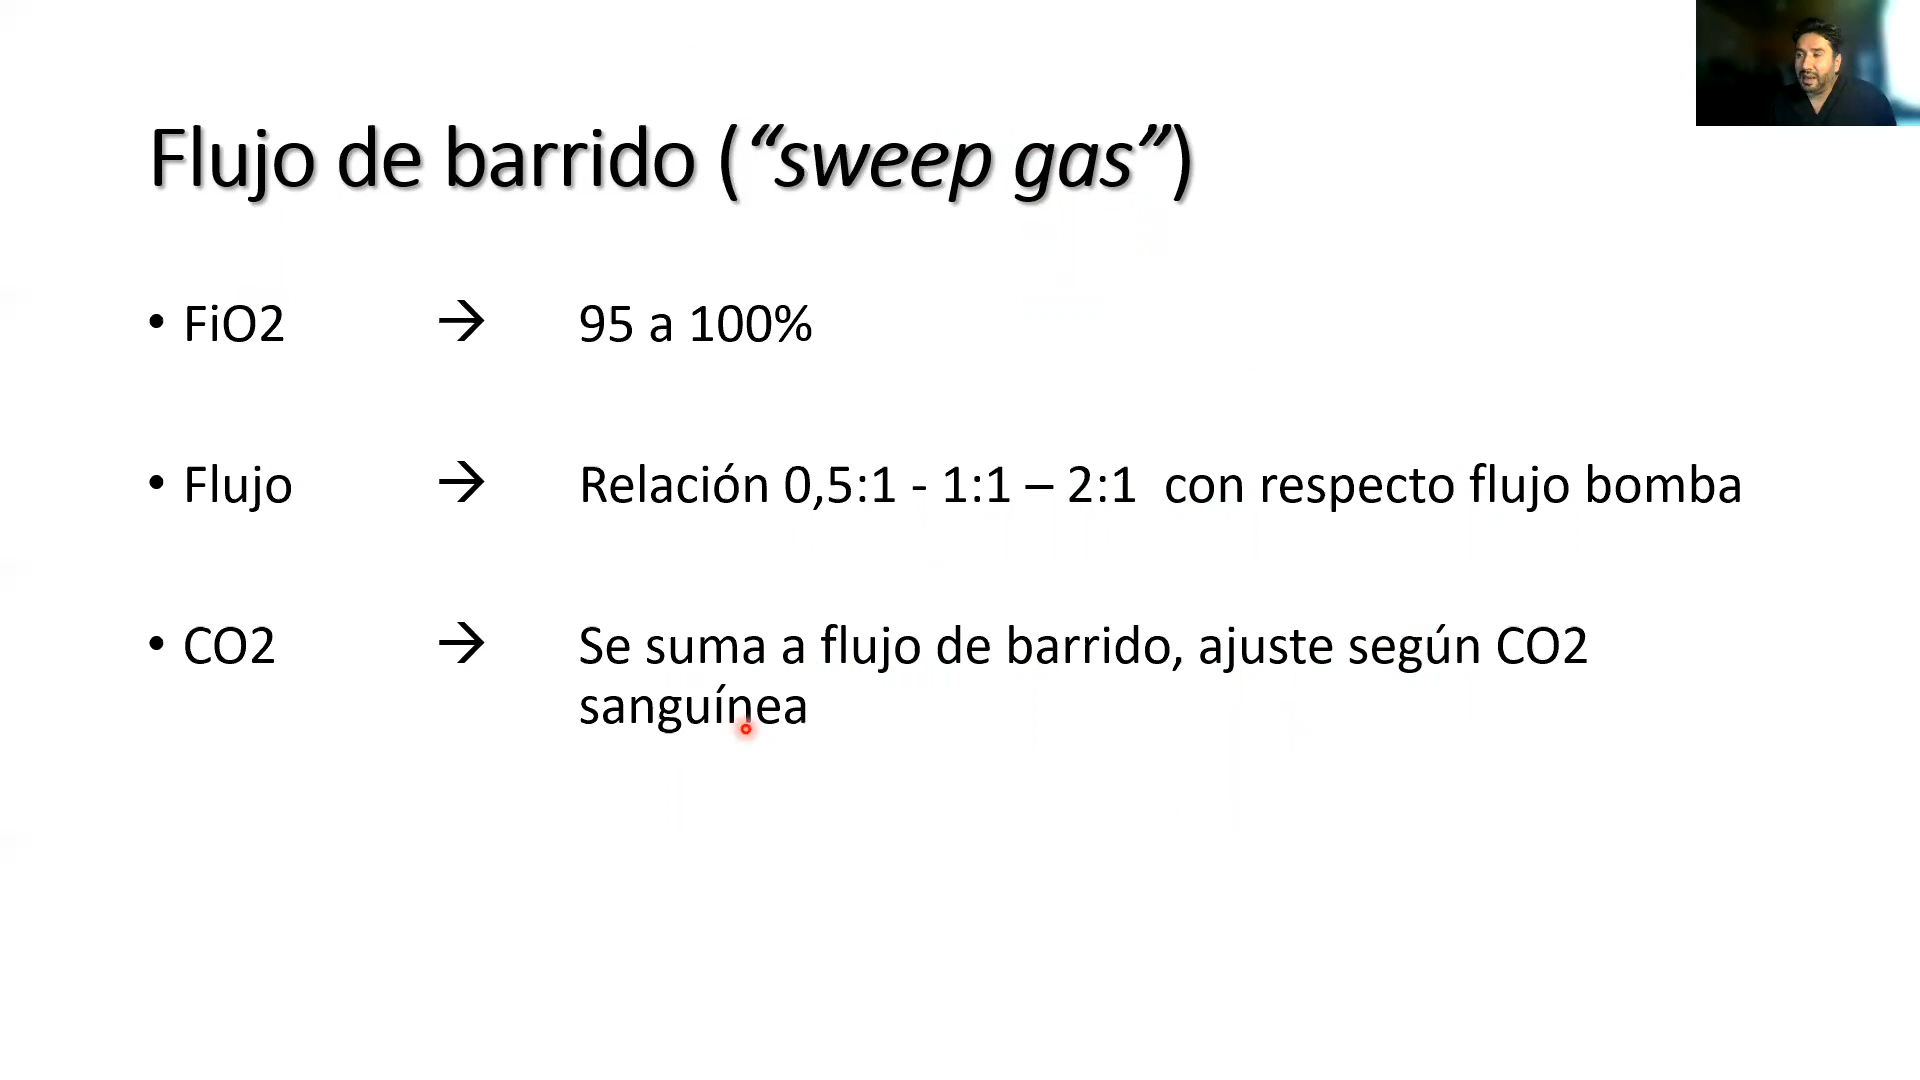 Flujo de barrido (“sweep gas”)
• FiO2 → 95 a 100%
• Flujo → Relación 0,5:1 - 1:1 – 2:1 con respecto flujo bomba
• CO2 → Se suma a flujo de barrido, ajuste según CO2
sanguínea